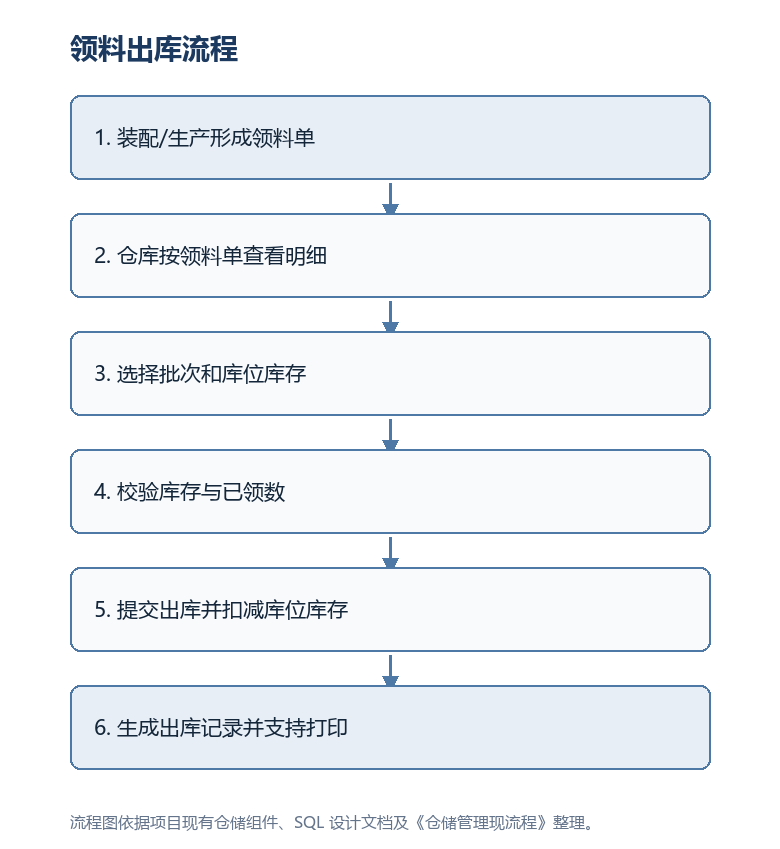 领料出库流程
1. 装配/生产形成领料单
2. 仓库按领料单查看明细
3. 选择批次和库位库存
4. 校验库存与已领数
5. 提交出库并扣减库位库存
6. 生成出库记录并支持打印
流程图依据项目现有仓储组件、SQL 设计文档及《仓储管理现流程》整理。